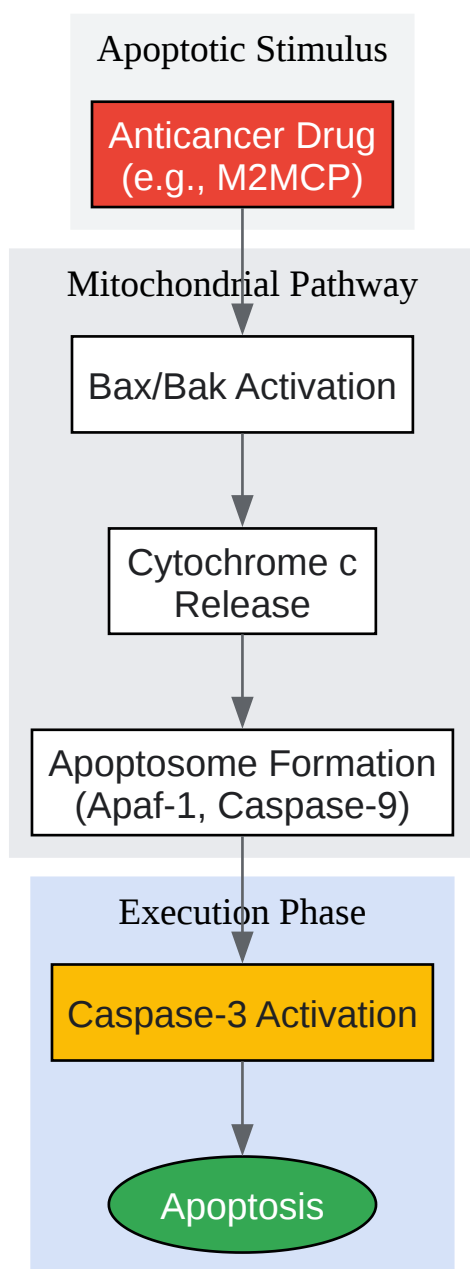 Apoptotic Stimulus
Anticancer Drug
(e.g., M2MCP)
Mitochondrial Pathway
Bax/Bak Activation
Cytochrome c
Release
Apoptosome Formation
(Apaf-1, Caspase-9)
Execution Phase
Caspase-3 Activation
Apoptosis